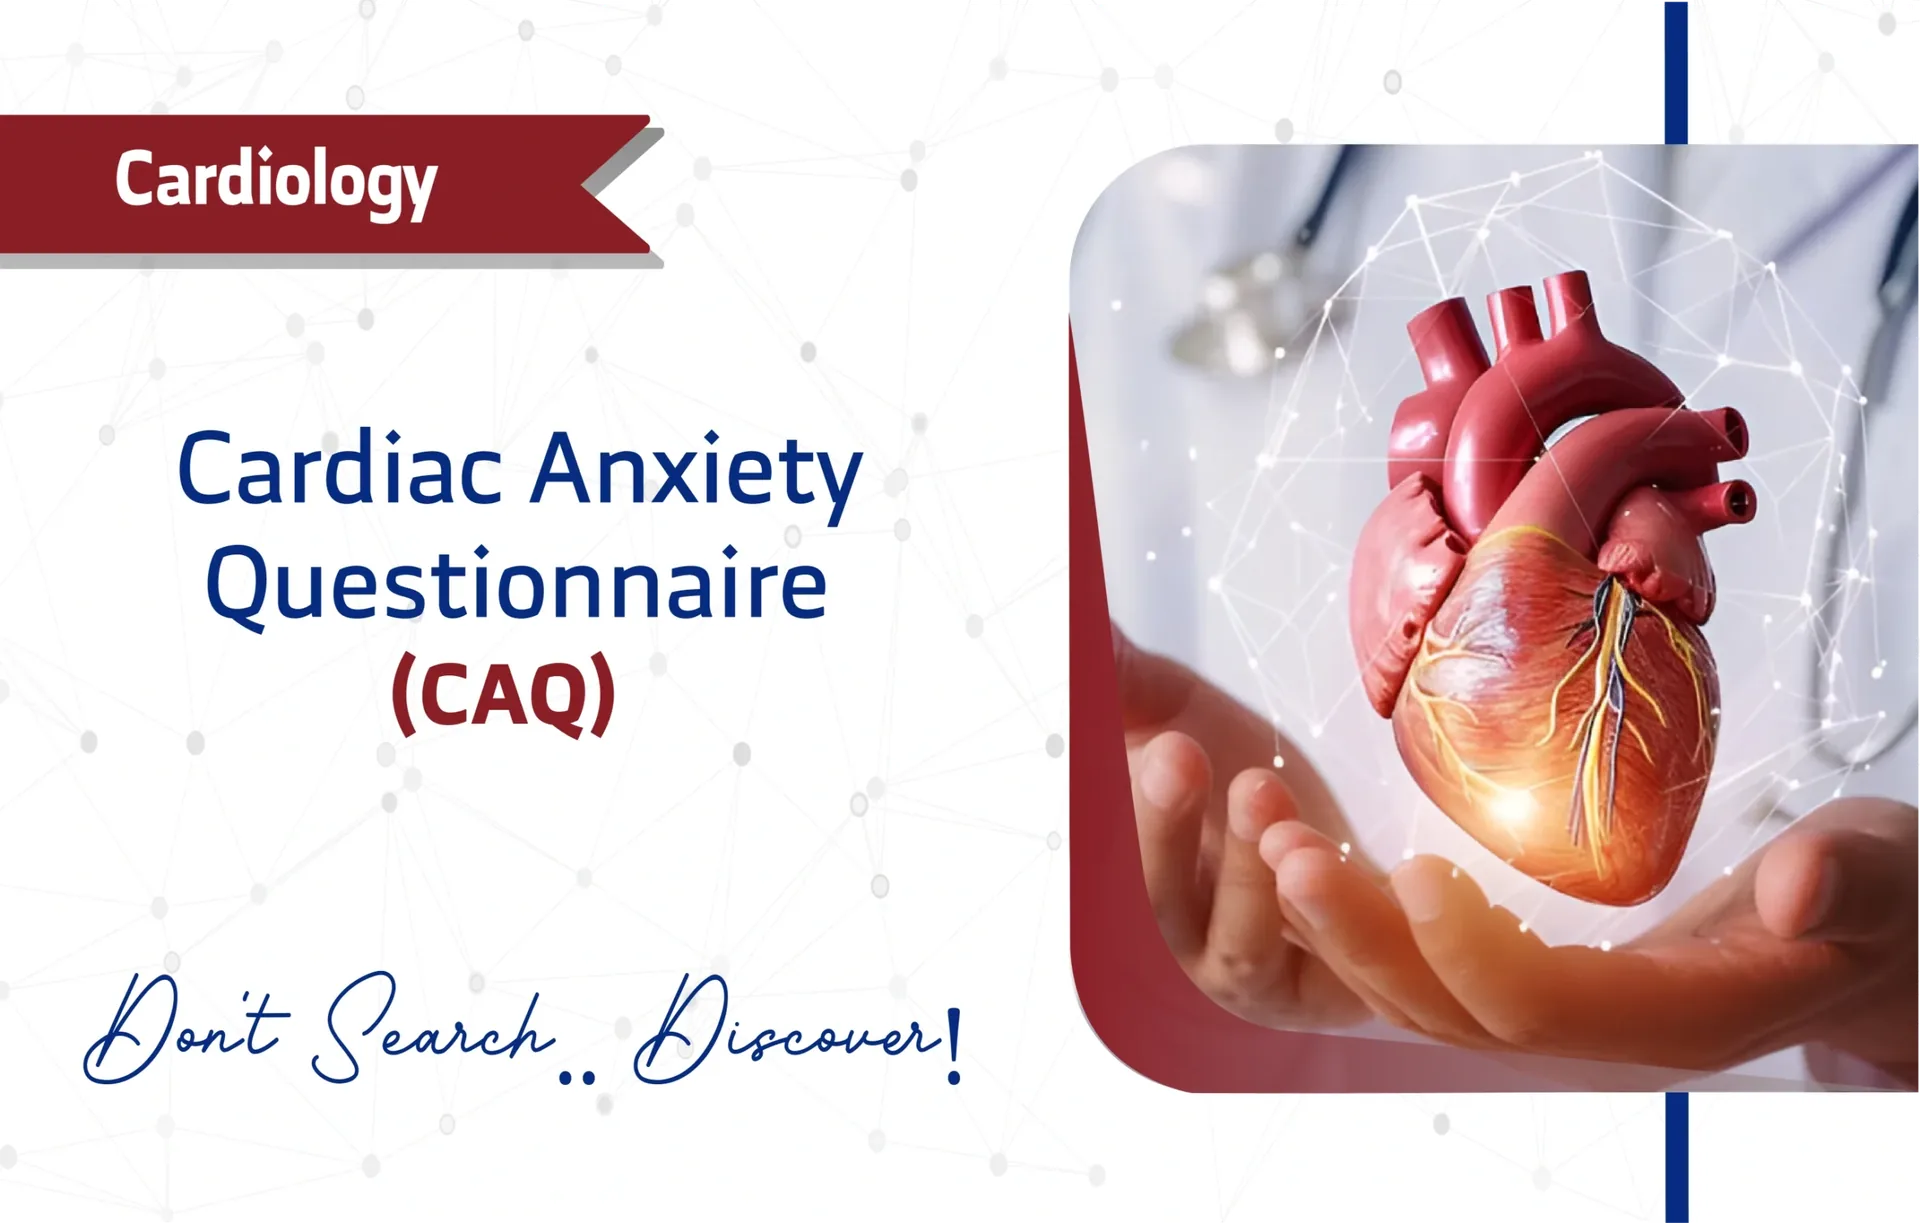 Cardiology
Cardiac Anxiety
Questionnaire
(CAQ)
Don't Search.. Discover!